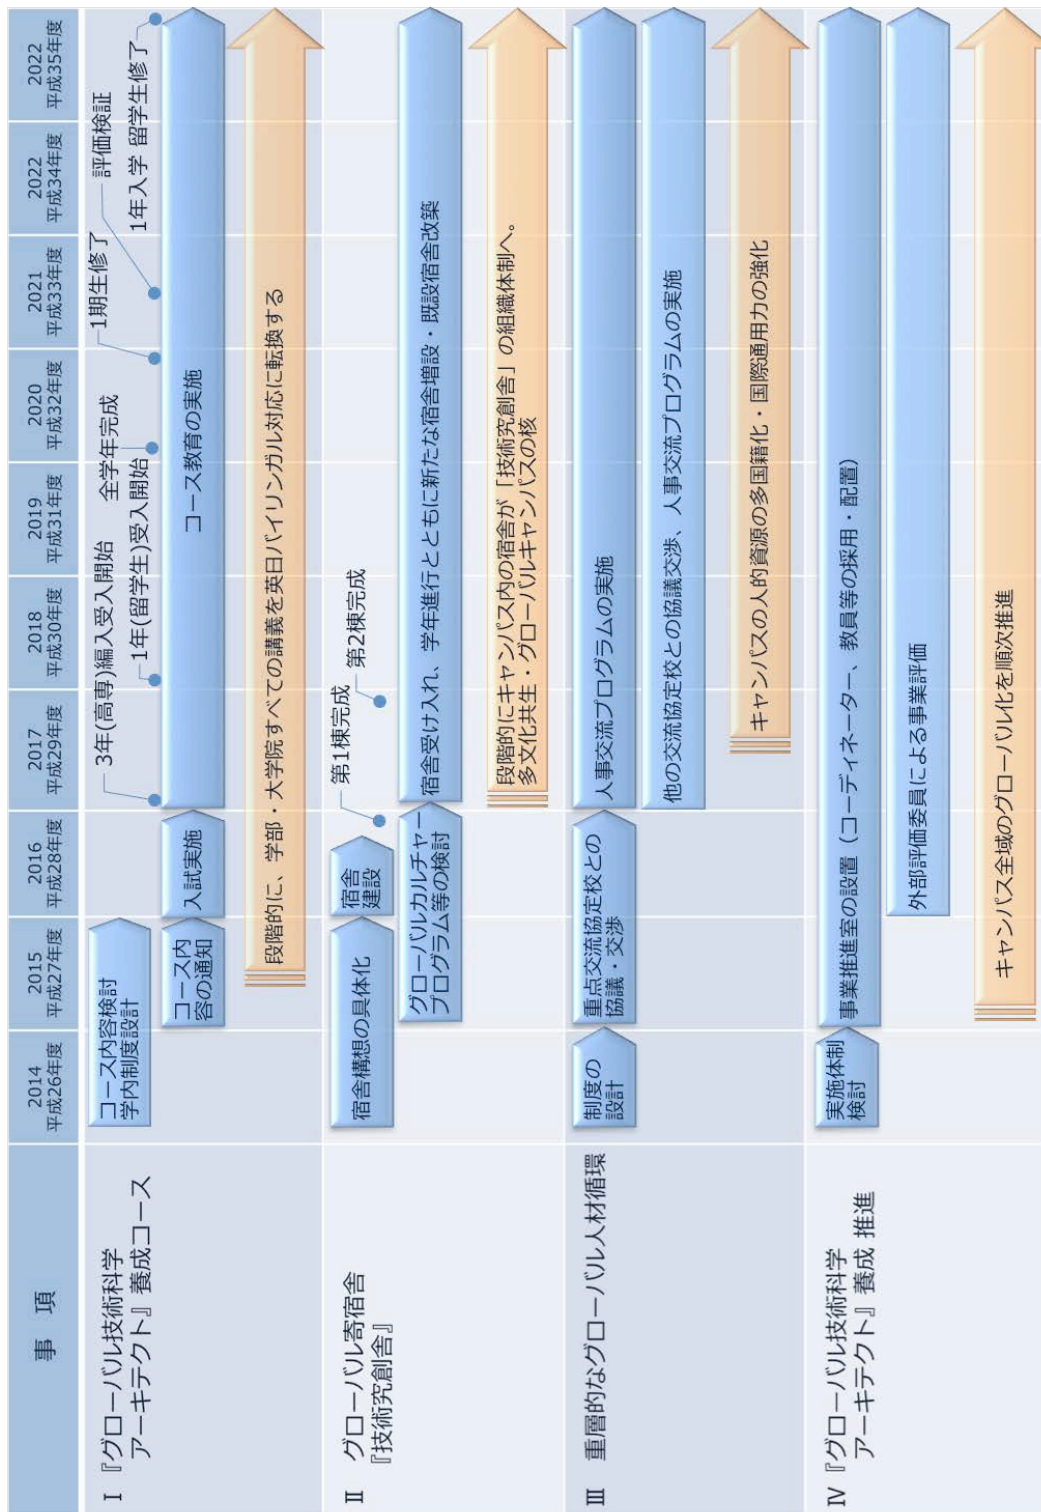 事　項
2014
平成26年度
2015
平成27年度
2016
平成28年度
2017
平成29年度
2018
平成30年度
2019
平成31年度
2020
平成32年度
2021
平成33年度
2022
平成34年度
2022
平成35年度
Ⅰ『グローバル技術科学
アーキテクト』養成コース
3年(高専)編入受入開始
全学年完成
1期生修了
評価検証
コース内容検討
学内制度設計
1年(留学生)受入開始
1年入学 留学生修了
コース内
容の通知
入試実施
コース教育の実施
段階的に、学部・大学院すべての講義を英日バイリンガル対応に転換する
Ⅱ　グローバル寄宿舎
『技術究創舎』
第1棟完成
第2棟完成
宿舎構想の具体化
宿舎
建設
グローバルカルチャー
プログラム等の検討
宿舎受け入れ、学年進行とともに新たな宿舎増設・既設宿舎改築
段階的にキャンパス内の宿舎が「技術究創舎」の組織体制へ。
多文化共生・グローバルキャンパスの核
Ⅲ　重層的なグローバル人材循環
制度の
設計
重点交流協定校との
協議・交渉
人事交流プログラムの実施
他の交流協定校との協議交渉、人事交流プログラムの実施
キャンパスの人的資源の多国籍化・国際通用力の強化
Ⅳ『グローバル技術科学
アーキテクト』養成 推進
実施体制
検討
事業推進室の設置（コーディネーター、教員等の採用・配置）
外部評価委員による事業評価
キャンパス全域のグローバル化を順次推進